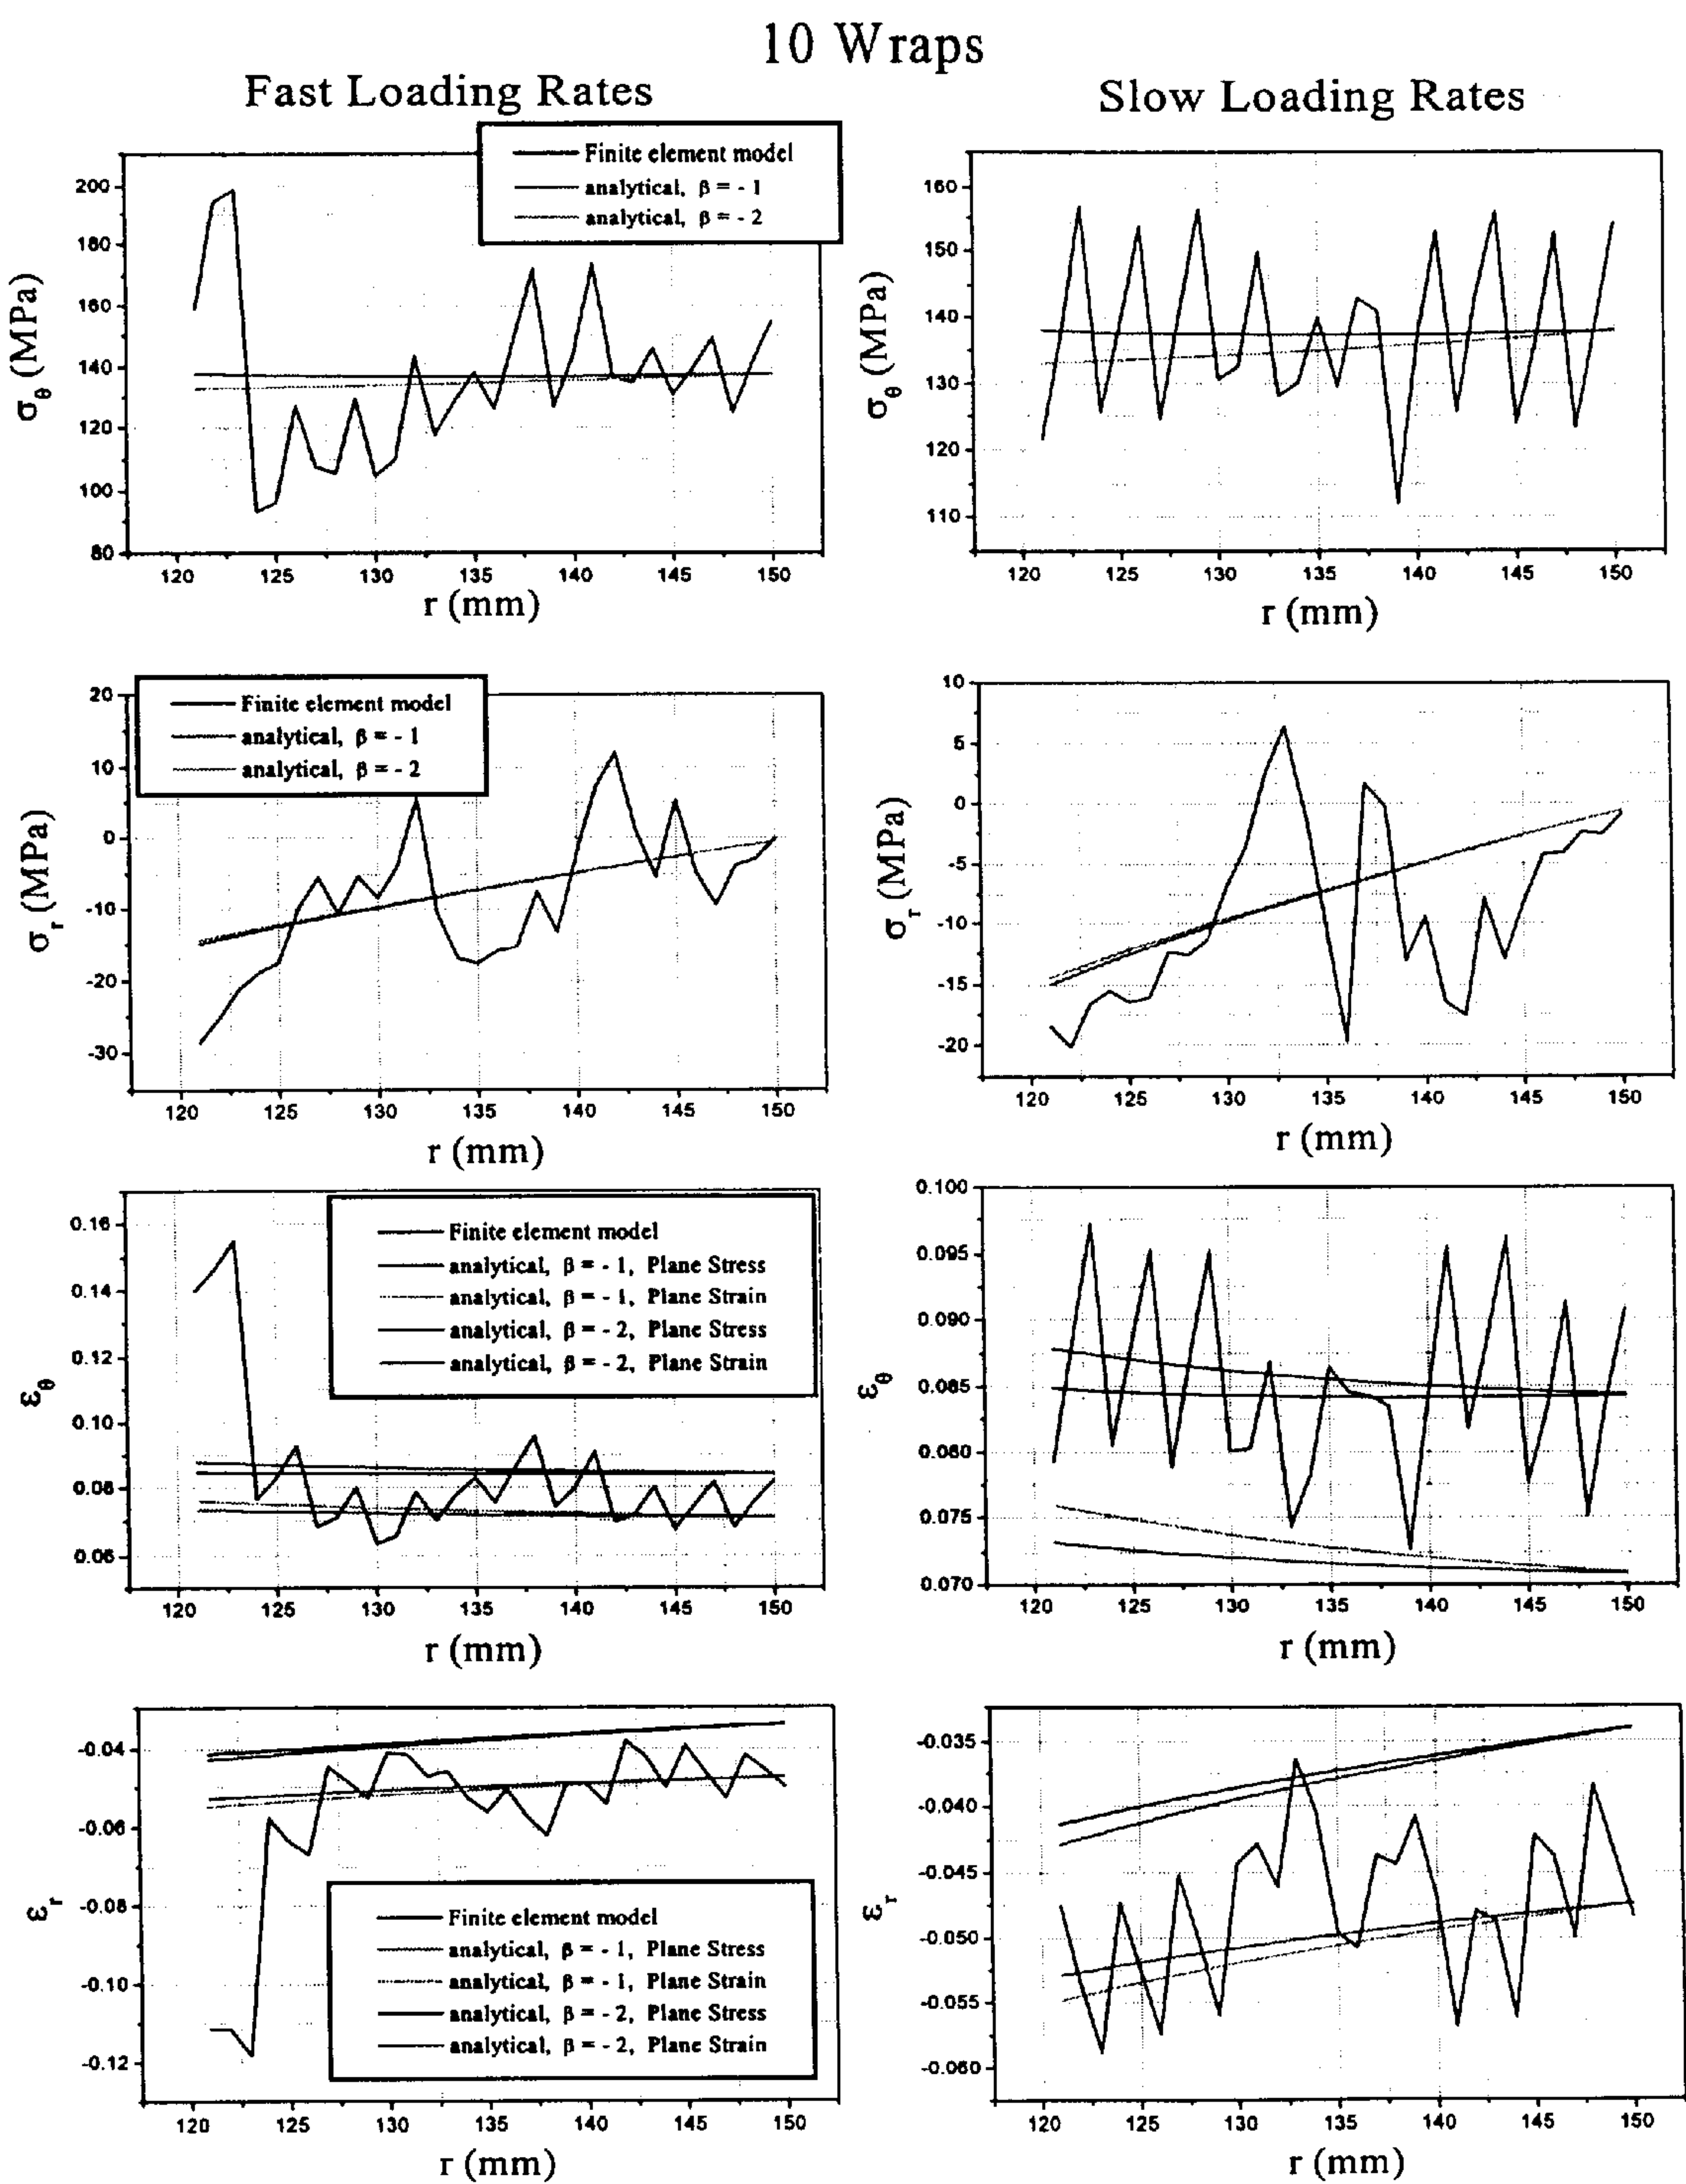 10 Wraps
Fast Loading Rates
Slow Loading Rates
Finite element model
analytical, β = - 1
analytical, β = - 2
200
180
160
140
120
100
80
σθ (MPa)
120 125 130 135 140 145 150
r (mm)
160
150
140
130
120
110
σθ (MPa)
120 125 130 135 140 145 150
r (mm)
Finite element model
analytical, β = - 1
analytical, β = - 2
20
10
0
-10
-20
-30
σr (MPa)
120 125 130 135 140 145 150
r (mm)
10
5
0
-5
-10
-15
-20
σr (MPa)
120 125 130 135 140 145 150
r (mm)
Finite element model
analytical, β = - 1, Plane Stress
analytical, β = - 1, Plane Strain
analytical, β = - 2, Plane Stress
analytical, β = - 2, Plane Strain
0.16
0.14
0.12
0.10
0.08
0.06
εθ
120 125 130 135 140 145 150
r (mm)
0.100
0.095
0.090
0.085
0.080
0.075
0.070
εθ
120 125 130 135 140 145 150
r (mm)
-0.04
-0.06
-0.08
-0.10
-0.12
εr
Finite element model
analytical, β = - 1, Plane Stress
analytical, β = - 1, Plane Strain
analytical, β = - 2, Plane Stress
analytical, β = - 2, Plane Strain
120 125 130 135 140 145 150
r (mm)
-0.035
-0.040
-0.045
-0.050
-0.055
-0.060
εr
120 125 130 135 140 145 150
r (mm)